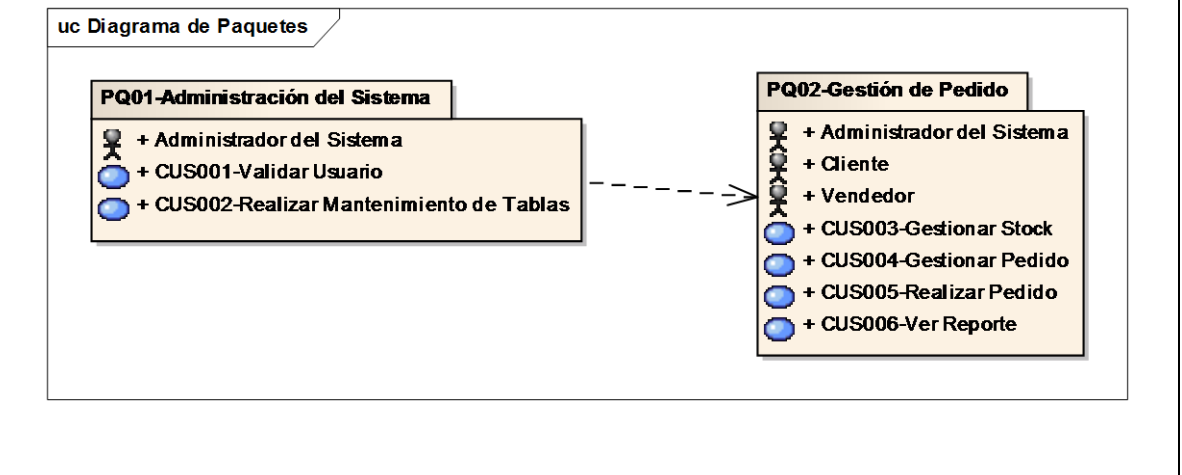 uc Diagrama de Paquetes
PQ01-Administración del Sistema
+ Administrador del Sistema
+ CUS001-Validar Usuario
+ CUS002-Realizar Mantenimiento de Tablas
PQ02-Gestión de Pedido
+ Administrador del Sistema
+ Cliente
+ Vendedor
+ CUS003-Gestionar Stock
+ CUS004-Gestionar Pedido
+ CUS005-Realizar Pedido
+ CUS006-Ver Reporte